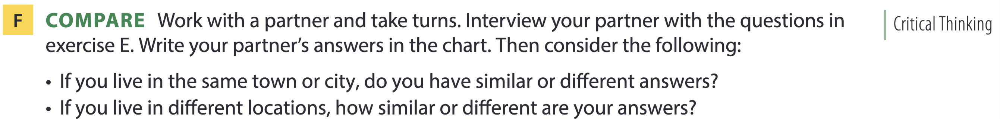 F COMPARE Work with a partner and take turns. Interview your partner with the questions in
exercise E. Write your partner’s answers in the chart. Then consider the following:
• If you live in the same town or city, do you have similar or different answers?
• If you live in different locations, how similar or different are your answers?
Critical Thinking